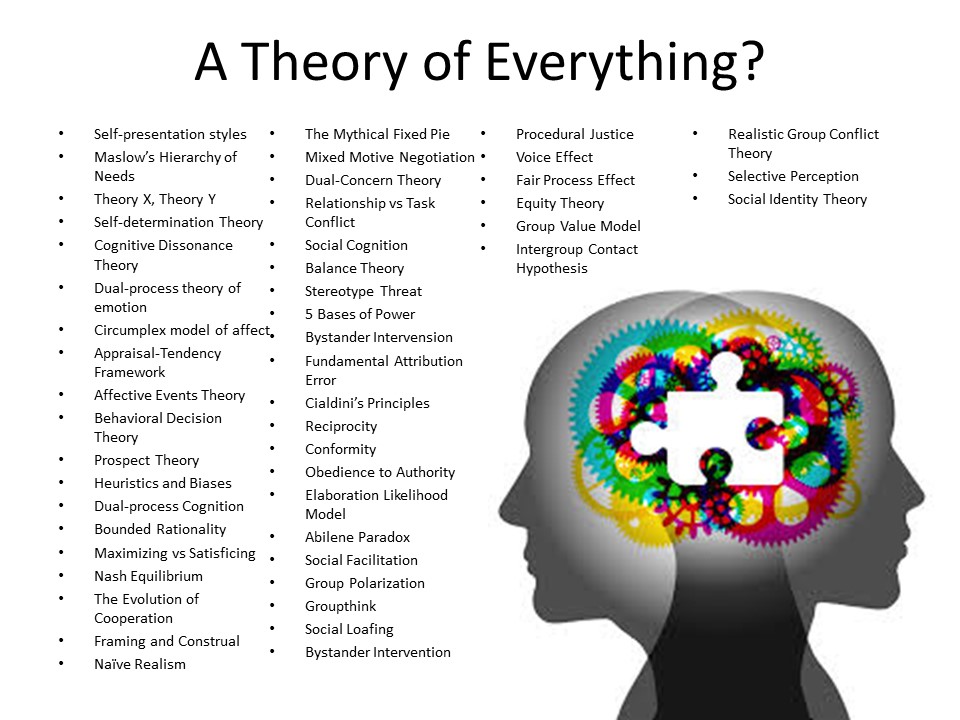 A Theory of Everything?
• Self-presentation styles
• Maslow’s Hierarchy of
Needs
• Theory X, Theory Y
• Self-determination Theory
• Cognitive Dissonance
Theory
• Dual-process theory of
emotion
• Circumplex model of affect
• Appraisal-Tendency
Framework
• Affective Events Theory
• Behavioral Decision
Theory
• Prospect Theory
• Heuristics and Biases
• Dual-process Cognition
• Bounded Rationality
• Maximizing vs Satisficing
• Nash Equilibrium
• The Evolution of
Cooperation
• Framing and Construal
• Naïve Realism
• The Mythical Fixed Pie
• Mixed Motive Negotiation
• Dual-Concern Theory
• Relationship vs Task
Conflict
• Social Cognition
• Balance Theory
• Stereotype Threat
• 5 Bases of Power
• Bystander Intervension
• Fundamental Attribution
Error
• Cialdini’s Principles
• Reciprocity
• Conformity
• Obedience to Authority
• Elaboration Likelihood
Model
• Abilene Paradox
• Social Facilitation
• Group Polarization
• Groupthink
• Social Loafing
• Bystander Intervention
• Procedural Justice
• Voice Effect
• Fair Process Effect
• Equity Theory
• Group Value Model
• Intergroup Contact
Hypothesis
• Realistic Group Conflict
Theory
• Selective Perception
• Social Identity Theory